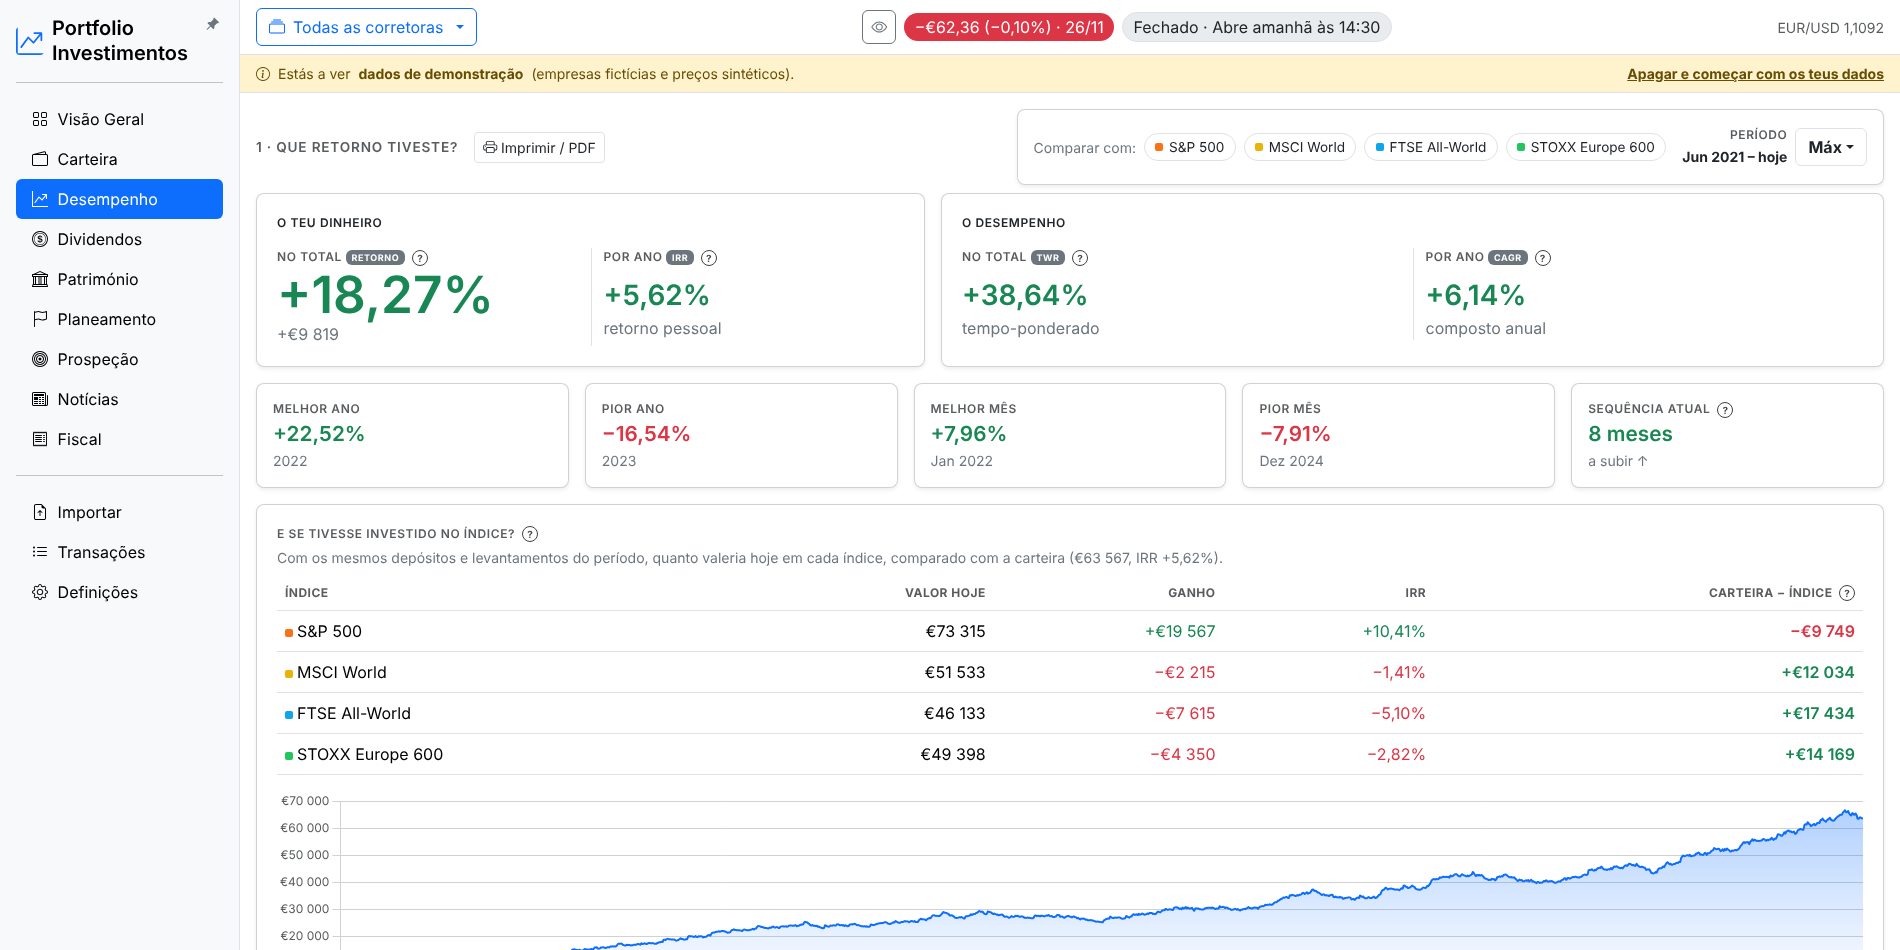 Portfolio
Investimentos
Visão Geral
Carteira
Desempenho
Dividendos
Património
Planeamento
Prospeção
Notícias
Fiscal
Importar
Transações
Definições
Todas as corretoras
−€62,36 (−0,10%) · 26/11
Fechado · Abre amanhã às 14:30
EUR/USD 1,1092
Estás a ver dados de demonstração (empresas fictícias e preços sintéticos).
Apagar e começar com os teus dados
1 · QUE RETORNO TIVESTE?
Imprimir / PDF
Comparar com:
S&P 500
MSCI World
FTSE All-World
STOXX Europe 600
PERÍODO
Jun 2021 – hoje
Máx
O TEU DINHEIRO
NO TOTAL RETORNO ?
+18,27%
+€9 819
POR ANO IRR ?
+5,62%
retorno pessoal
O DESEMPENHO
NO TOTAL TWR ?
+38,64%
tempo-ponderado
POR ANO CAGR ?
+6,14%
composto anual
MELHOR ANO
+22,52%
2022
PIOR ANO
−16,54%
2023
MELHOR MÊS
+7,96%
Jan 2022
PIOR MÊS
−7,91%
Dez 2024
SEQUÊNCIA ATUAL ?
8 meses
a subir ↑
E SE TIVESSE INVESTIDO NO ÍNDICE? ?
Com os mesmos depósitos e levantamentos do período, quanto valeria hoje em cada índice, comparado com a carteira (€63 567, IRR +5,62%).
ÍNDICE VALOR HOJE GANHO IRR CARTEIRA − ÍNDICE ?
S&P 500 €73 315 +€19 567 +10,41% −€9 749
MSCI World €51 533 −€2 215 −1,41% +€12 034
FTSE All-World €46 133 −€7 615 −5,10% +€17 434
STOXX Europe 600 €49 398 −€4 350 −2,82% +€14 169
€70 000
€60 000
€50 000
€40 000
€30 000
€20 000